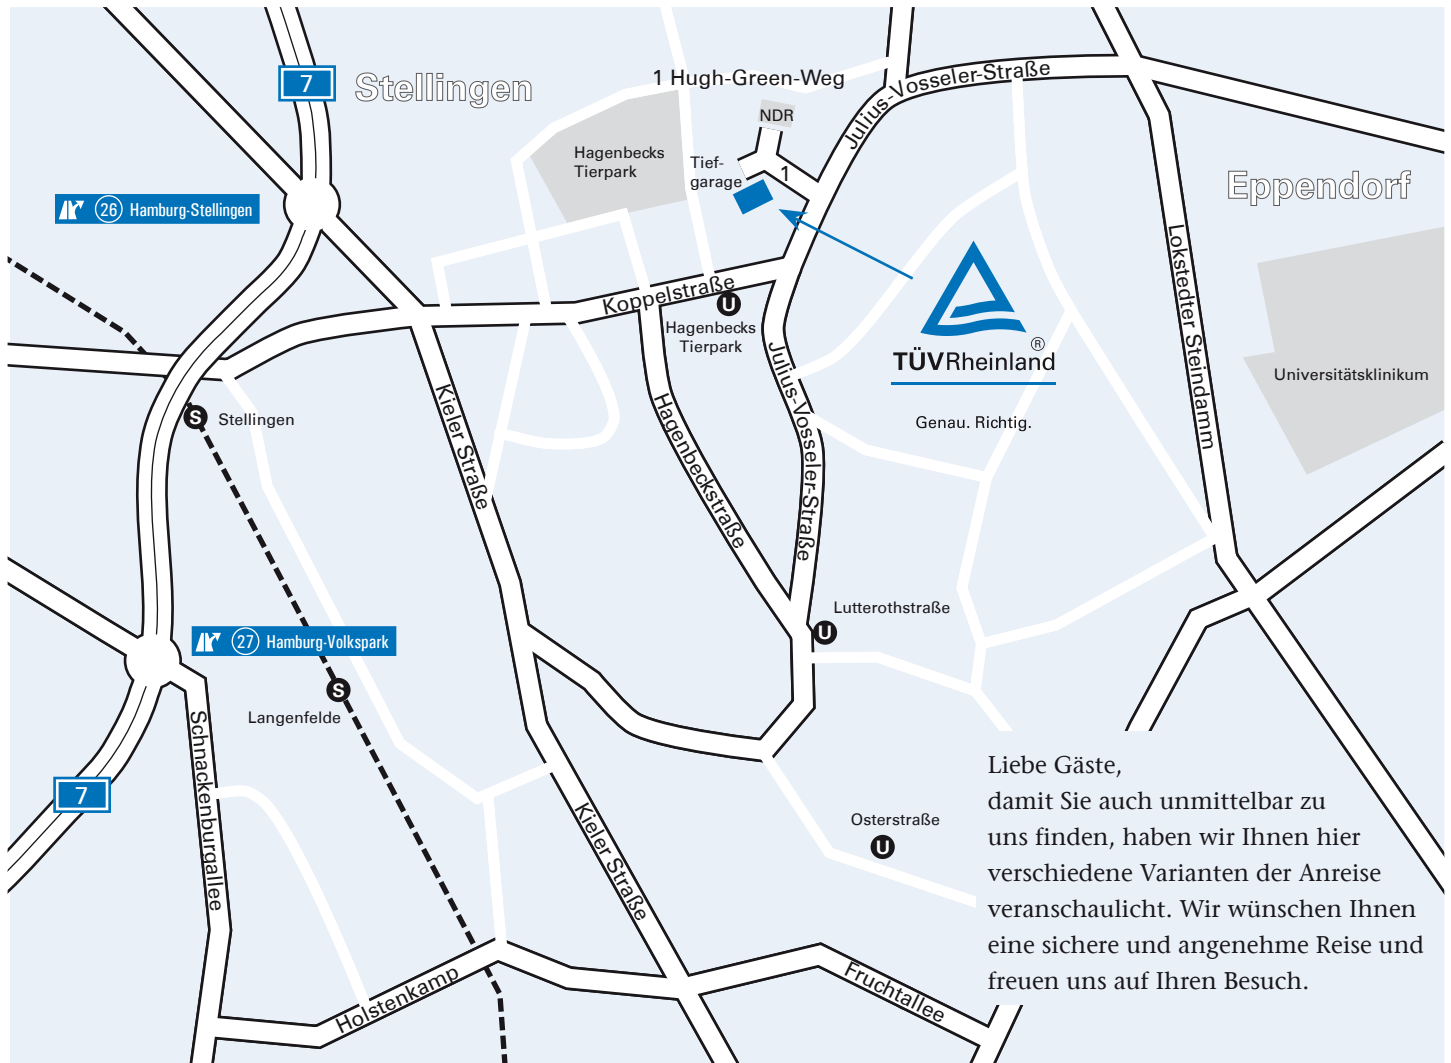 7
Stellingen
1 Hugh-Green-Weg
NDR
Julius-Vosseler-Straße
Hagenbecks
Tierpark
Tief-
garage
1
Eppendorf
26 Hamburg-Stellingen
Lokstedter Steindamm
Koppelstraße
U
Hagenbecks
Tierpark
®
TÜVRheinland
Genau. Richtig.
Universitätsklinikum
S
Stellingen
Kieler Straße
Hagenbeckstraße
Julius-Vosseler-Straße
Lutterothstraße
U
27 Hamburg-Volkspark
S
Langenfelde
Schnackenburgallee
7
Kieler Straße
Osterstraße
U
Holstenkamp
Fruchtallee
Liebe Gäste,
damit Sie auch unmittelbar zu
uns finden, haben wir Ihnen hier
verschiedene Varianten der Anreise
veranschaulicht. Wir wünschen Ihnen
eine sichere und angenehme Reise und
freuen uns auf Ihren Besuch.